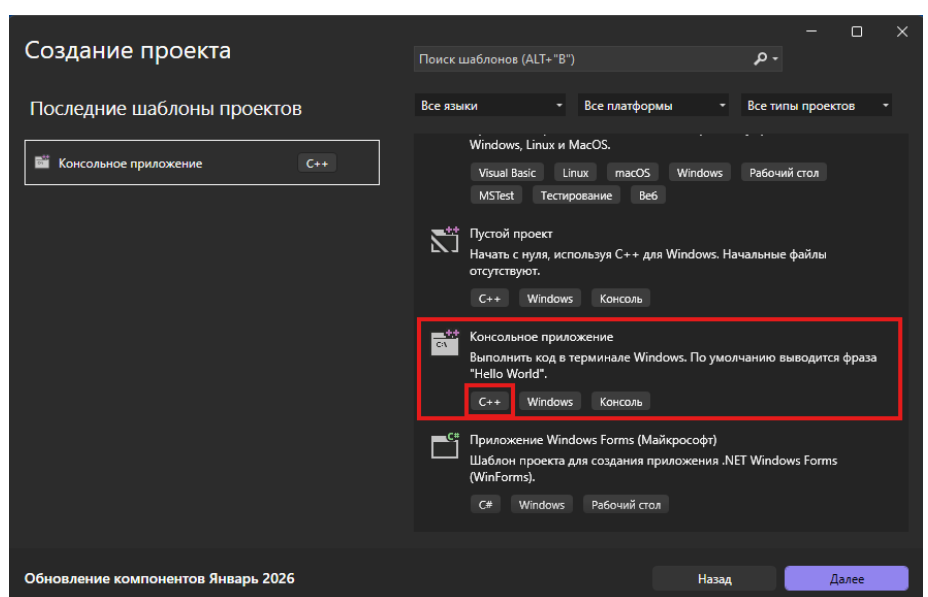 Создание проекта
Поиск шаблонов (ALT+"В")
Последние шаблоны проектов
Все языки
Все платформы
Все типы проектов
Консольное приложение
C++
Windows, Linux и MacOS.
Visual Basic
Linux
macOS
Windows
Рабочий стол
MSTest
Тестирование
Веб
Пустой проект
Начать с нуля, используя C++ для Windows. Начальные файлы
отсутствуют.
C++
Windows
Консоль
Консольное приложение
Выполнить код в терминале Windows. По умолчанию выводится фраза
"Hello World".
C++
Windows
Консоль
Приложение Windows Forms (Майкрософт)
Шаблон проекта для создания приложения .NET Windows Forms
(WinForms).
C#
Windows
Рабочий стол
Обновление компонентов Январь 2026
Назад
Далее